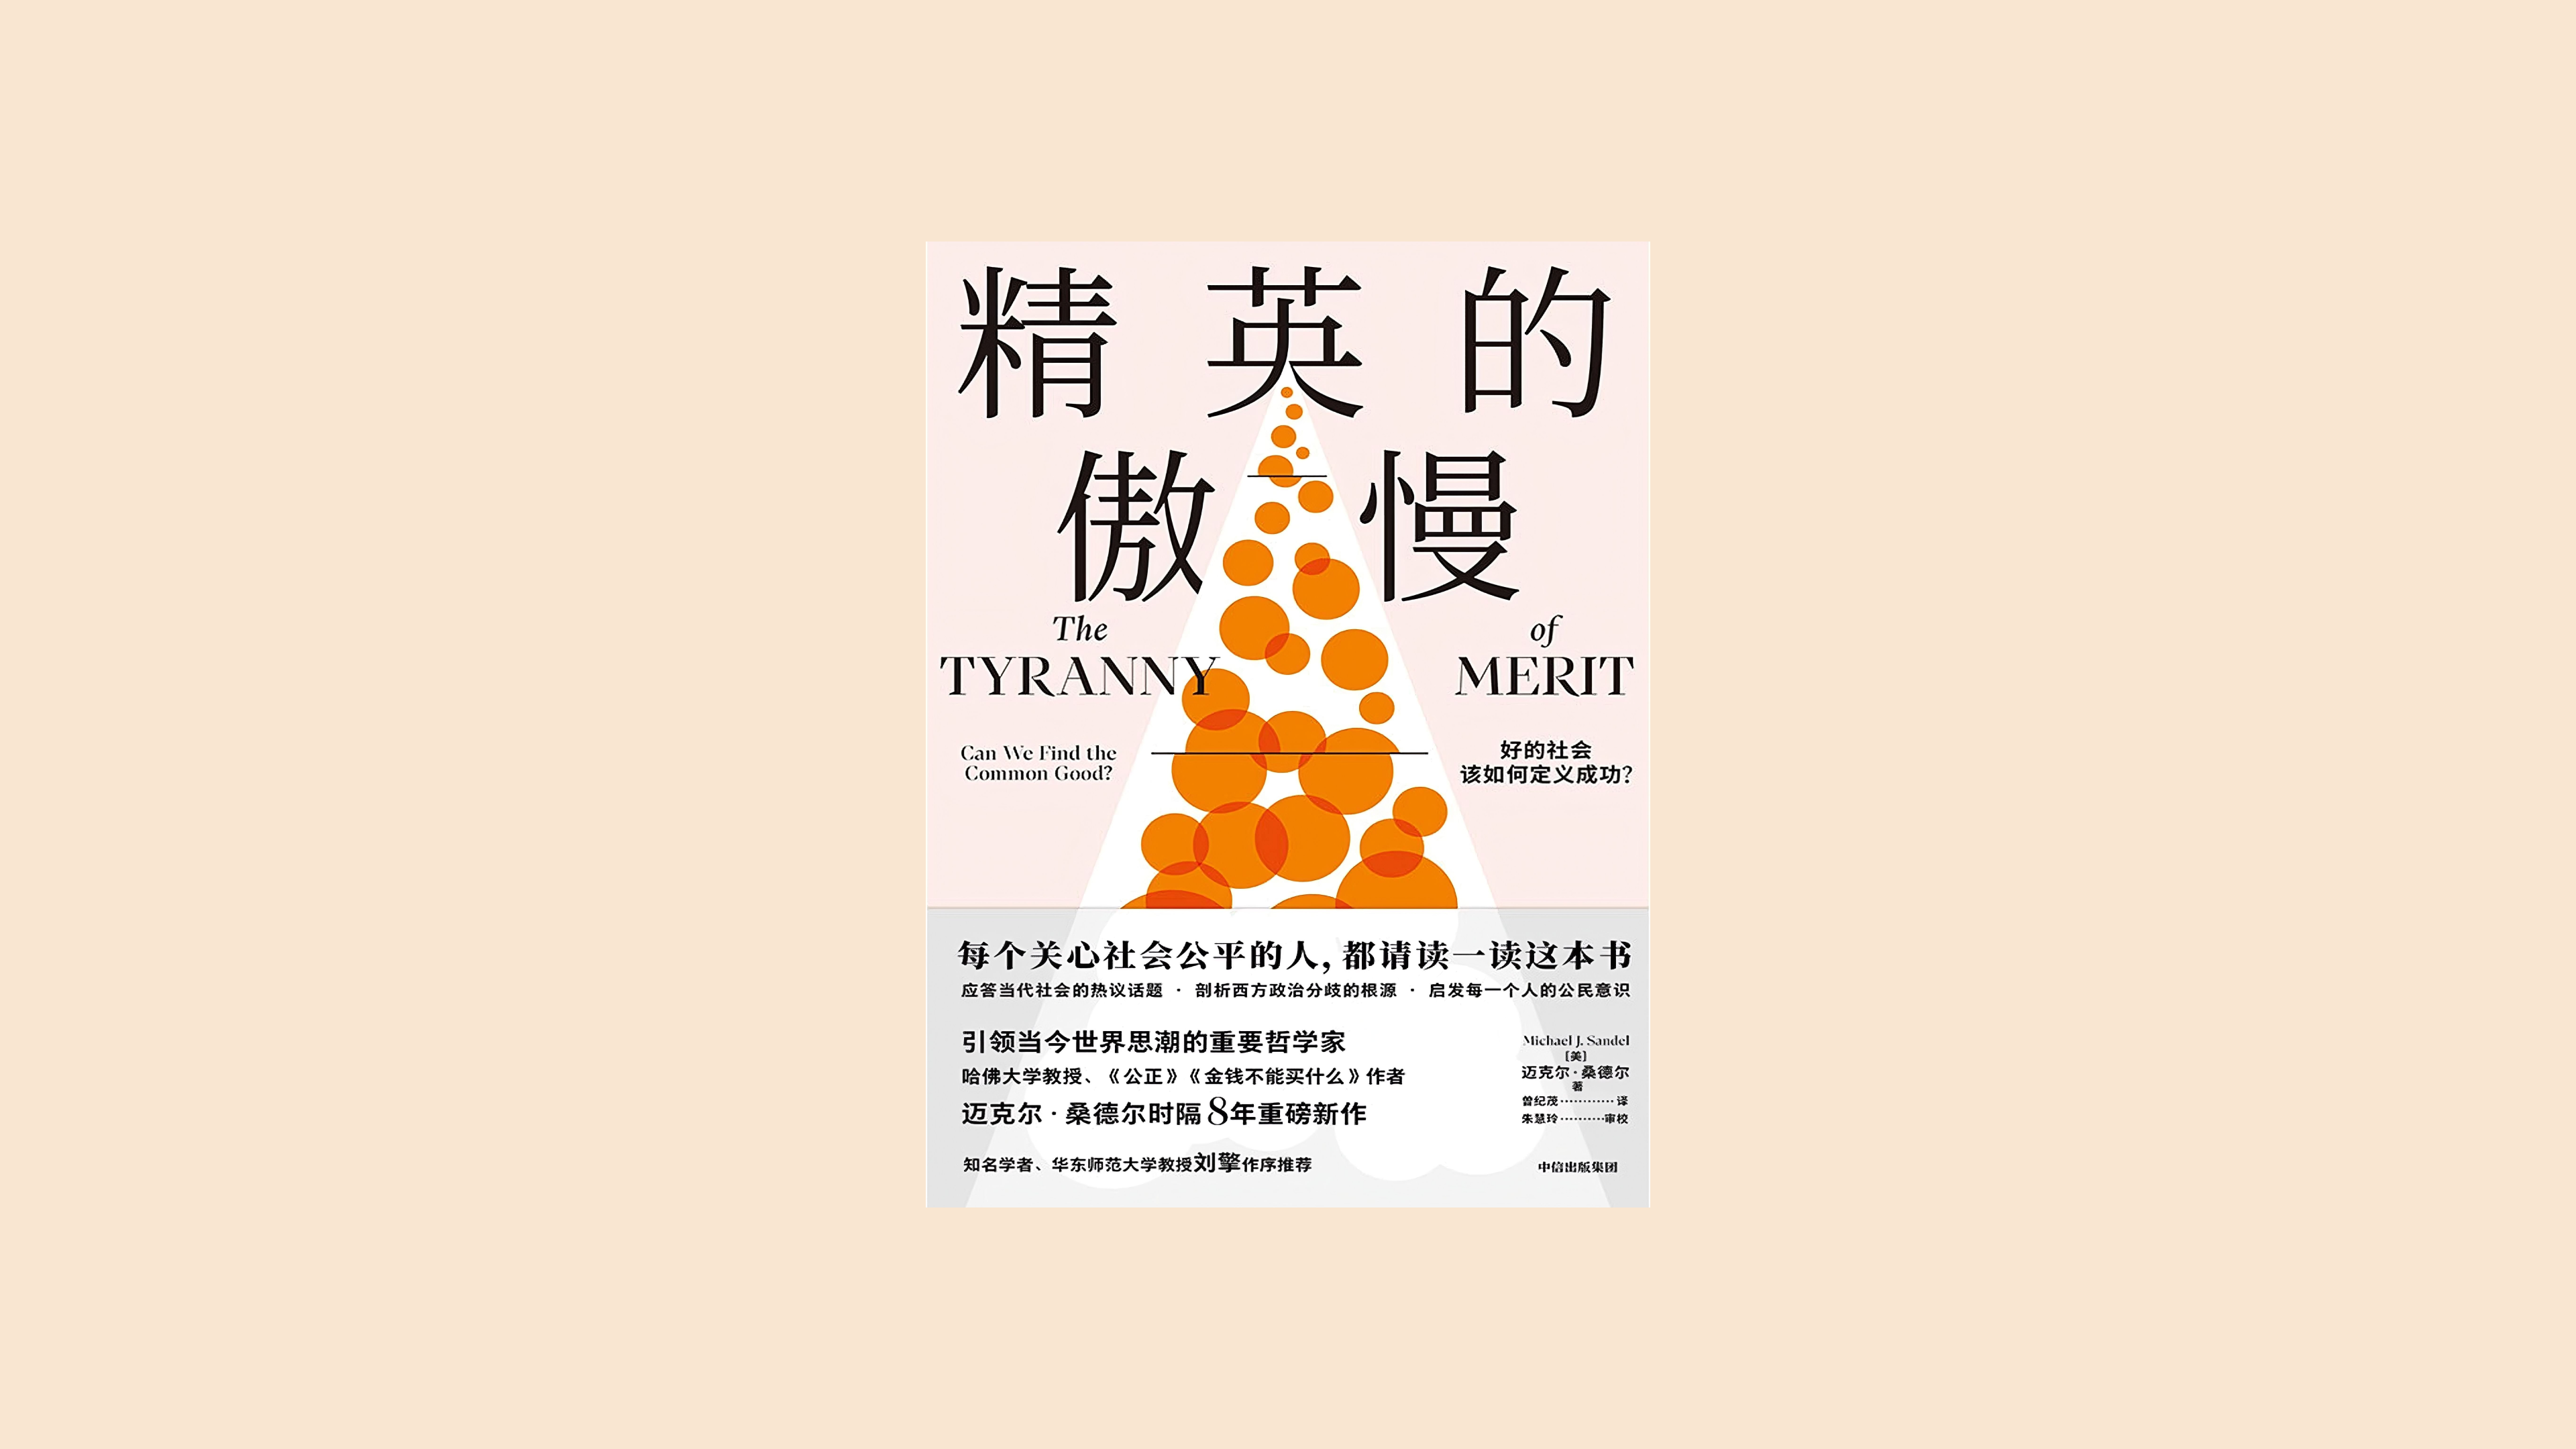 精英的
傲慢
The
TYRANNY
of
MERIT
Can We Find the
Common Good?
好的社会
该如何定义成功?
每个关心社会公平的人,都请读一读这本书
应答当代社会的热议话题 · 剖析西方政治分歧的根源 · 启发每一个人的公民意识
引领当今世界思潮的重要哲学家
哈佛大学教授、《公正》《金钱不能买什么》作者
迈克尔·桑德尔时隔8年重磅新作
知名学者、华东师范大学教授刘擎作序推荐
Michael J. Sandel
[美]
迈克尔·桑德尔
著
曾纪茂············译
朱慧玲··········审校
中信出版集团